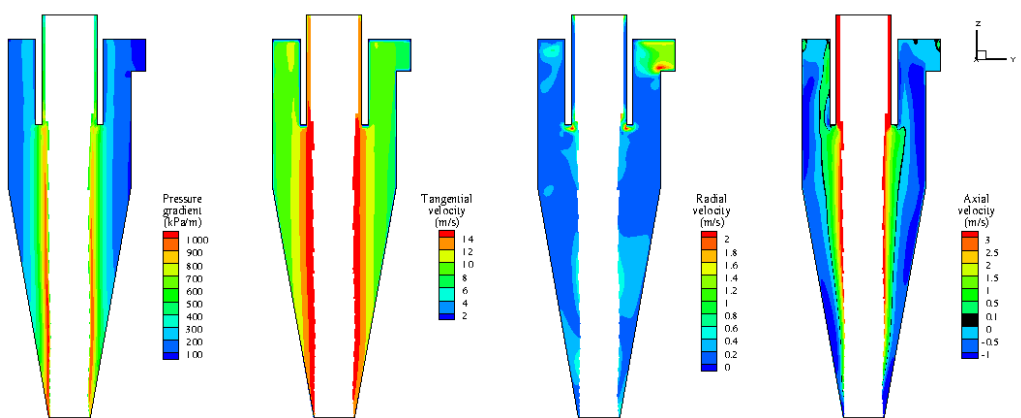 Pressure
gradient
(kPa/m)
1000
900
800
700
600
500
400
300
200
100
Tangential
velocity
(m/s)
14
12
10
8
6
4
2
Radial
velocity
(m/s)
2
1.8
1.6
1.4
1.2
1
0.8
0.6
0.4
0.2
0
Axial
velocity
(m/s)
3
2.5
2
1.5
1
0.5
0.1
0
-0.5
-1
Z
X Y